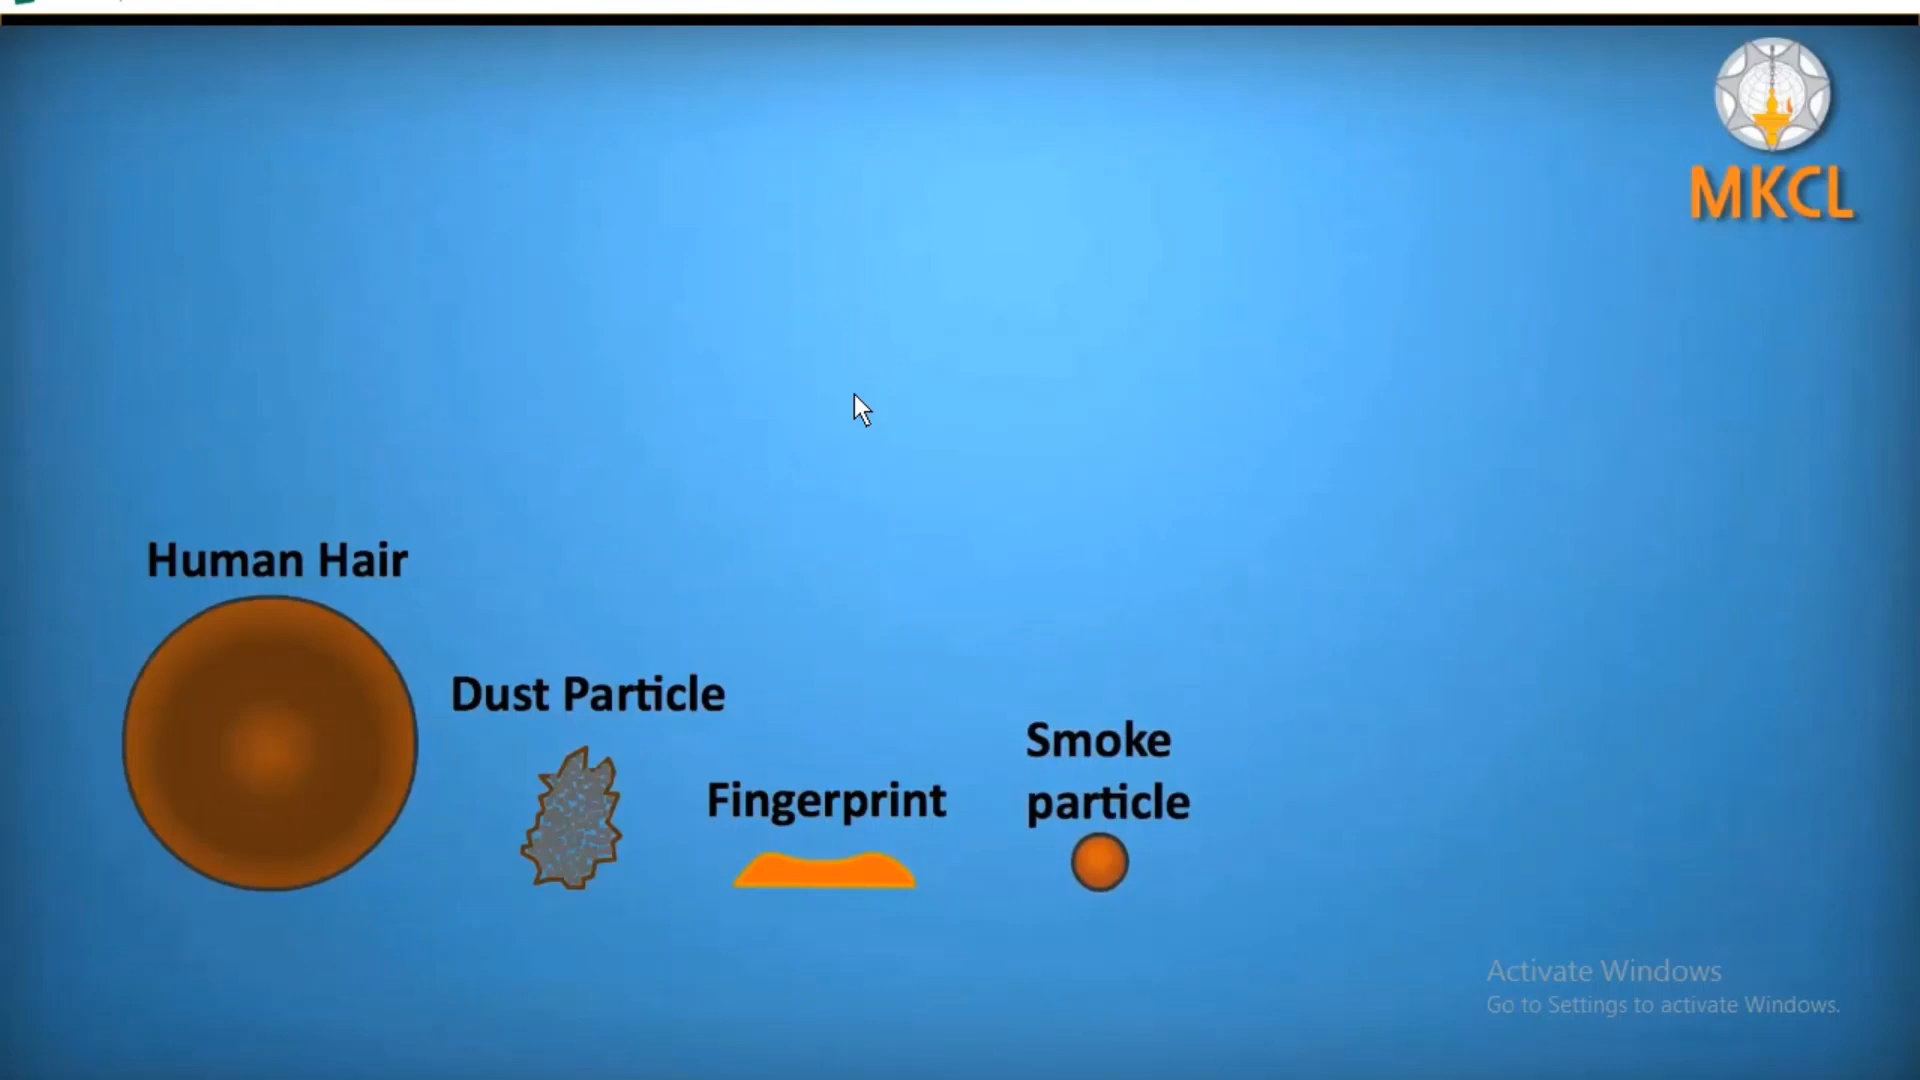 MKCL
Human Hair
Dust Particle
Fingerprint
Smoke
particle
Activate Windows
Go to Settings to activate Windows.